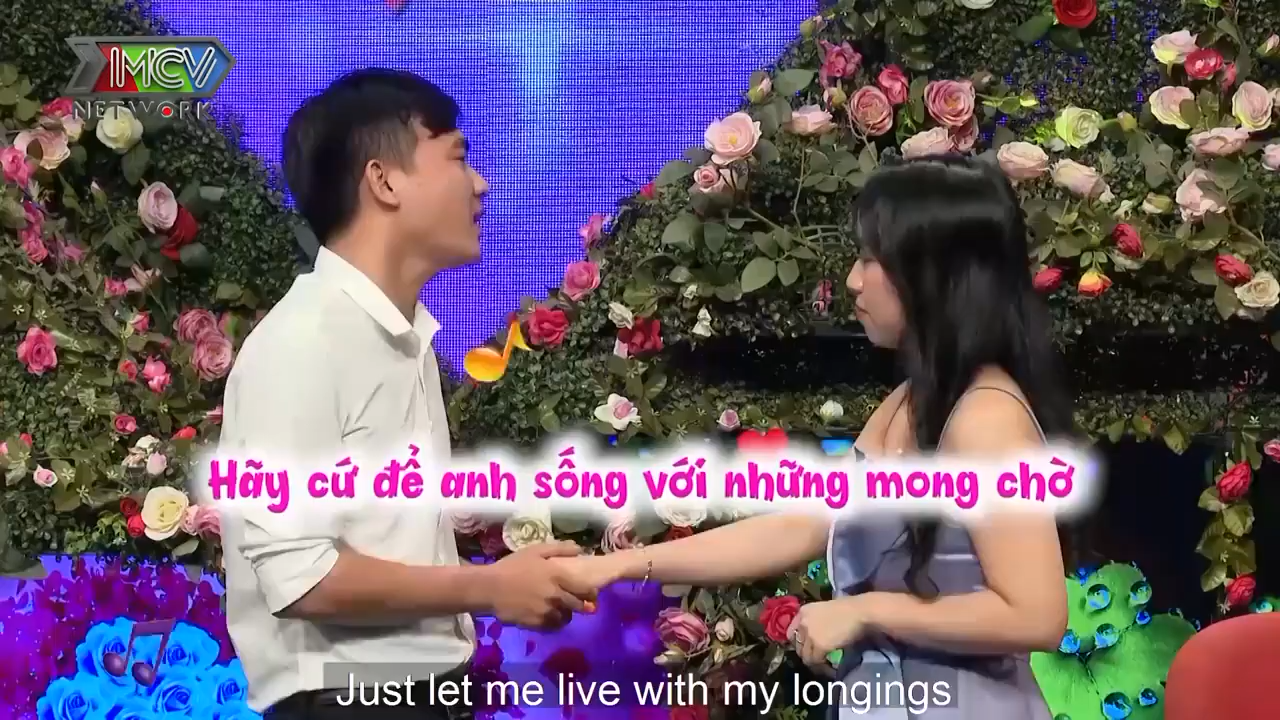 MCV
NETWORK
Hãy cứ để anh sống với những mong chờ
Just let me live with my longings